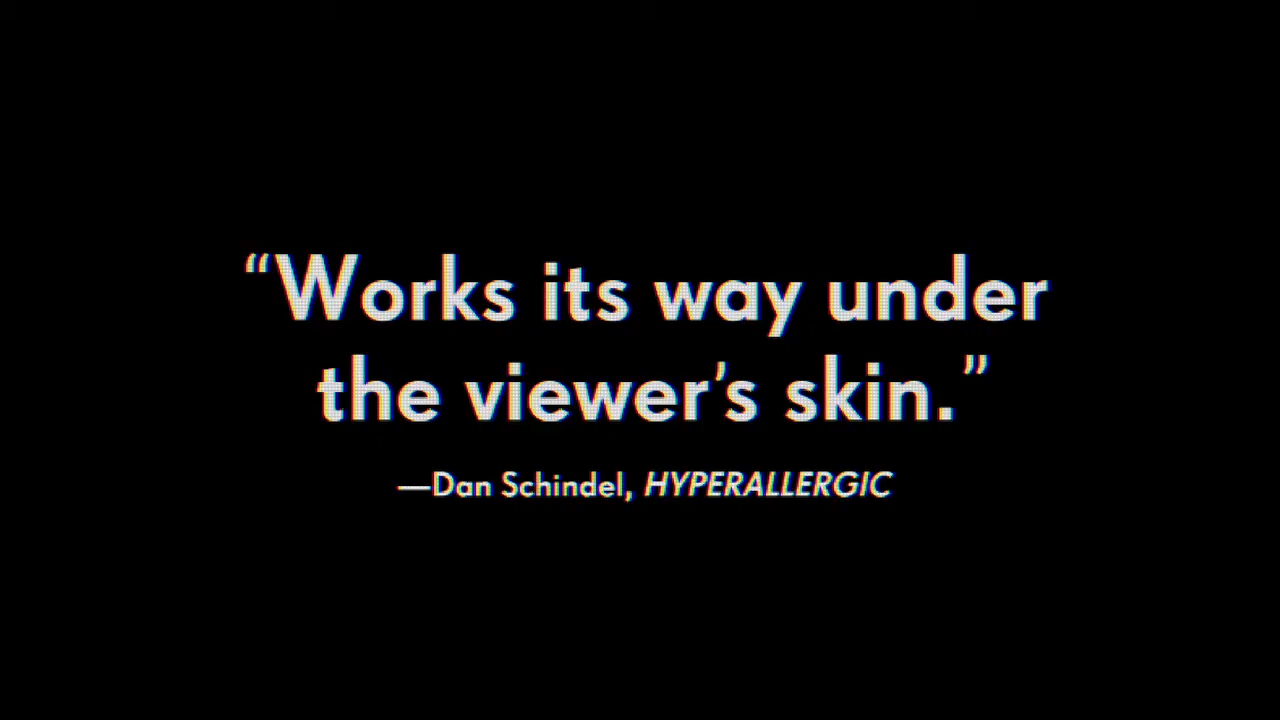 “Works its way under
the viewer’s skin.”
—Dan Schindel, HYPERALLERGIC